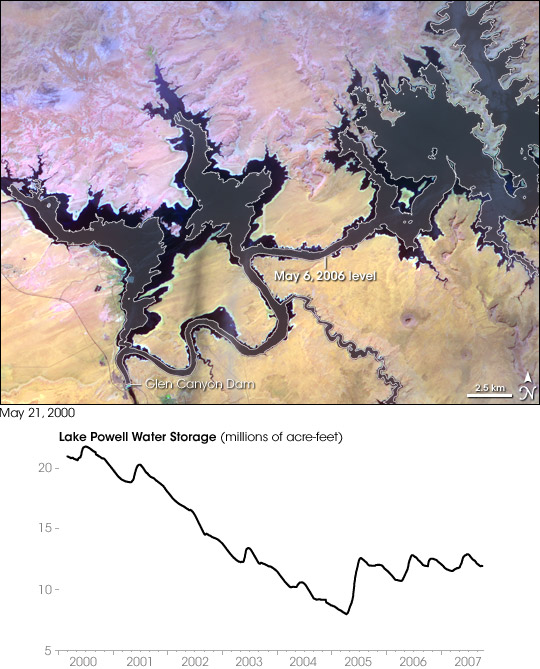 May 6, 2006 level
Glen Canyon Dam
2.5 km
N
May 21, 2000
Lake Powell Water Storage (millions of acre-feet)
20
15
10
5
2000 2001 2002 2003 2004 2005 2006 2007